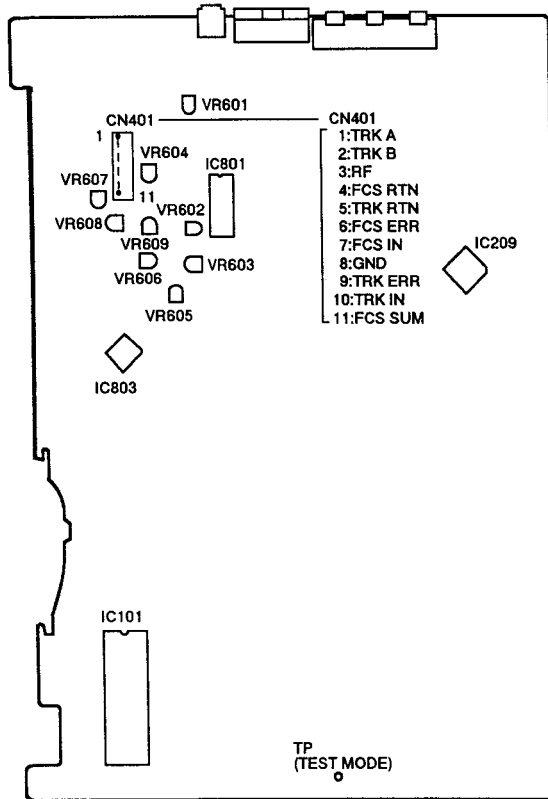 VR601
CN401
CN401
1
1:TRK A
2:TRK B
3:RF
4:FCS RTN
5:TRK RTN
6:FCS ERR
7:FCS IN
8:GND
9:TRK ERR
10:TRK IN
11:FCS SUM
VR604
IC801
VR607
11
VR608
VR602
VR609
IC209
VR606
VR603
VR605
IC803
IC101
TP
(TEST MODE)